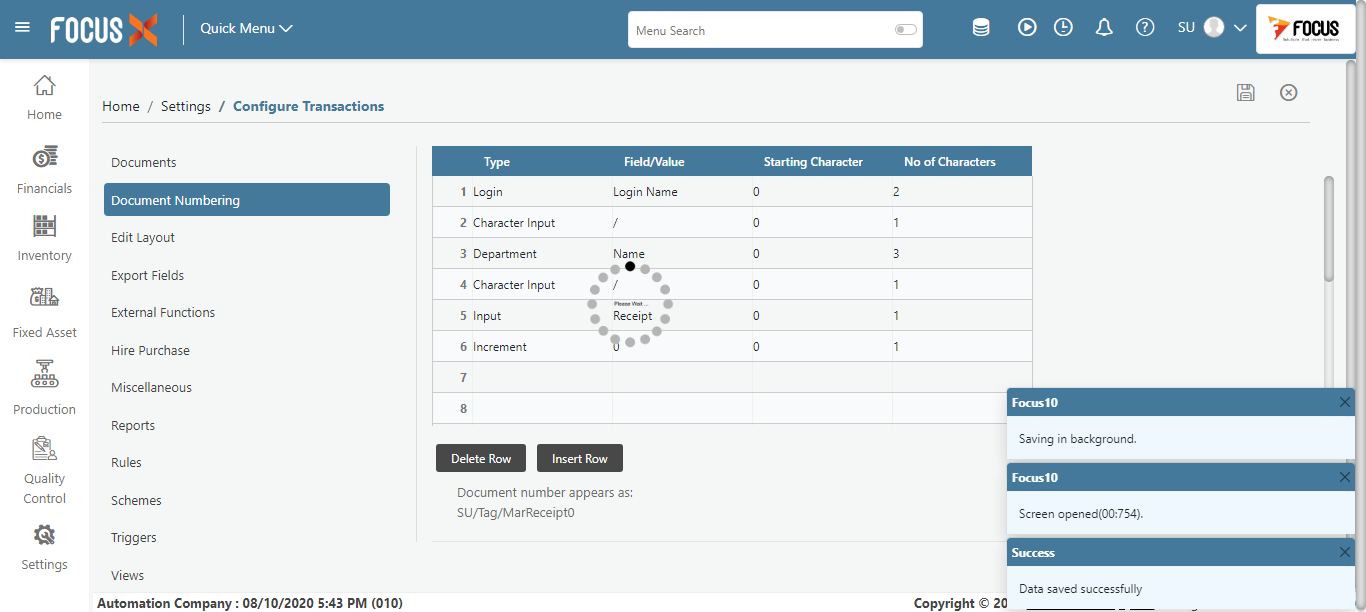 FOCUS X
Quick Menu
Menu Search
SU
FOCUS
Home
Financials
Inventory
Fixed Asset
Production
Quality
Control
Settings
Home / Settings / Configure Transactions
Documents
Document Numbering
Edit Layout
Export Fields
External Functions
Hire Purchase
Miscellaneous
Reports
Rules
Schemes
Triggers
Views
Type Field/Value Starting Character No of Characters
1 Login Login Name 0 2
2 Character Input / 0 1
3 Department Name 0 3
4 Character Input / 0 1
Please Wait ...
5 Input Receipt 0 1
6 Increment 0 0 1
7
8
Delete Row Insert Row
Document number appears as:
SU/Tag/MarReceipt0
Focus10
Saving in background.
Focus10
Screen opened(00:754).
Success
Data saved successfully
Automation Company : 08/10/2020 5:43 PM (010)
Copyright © 20